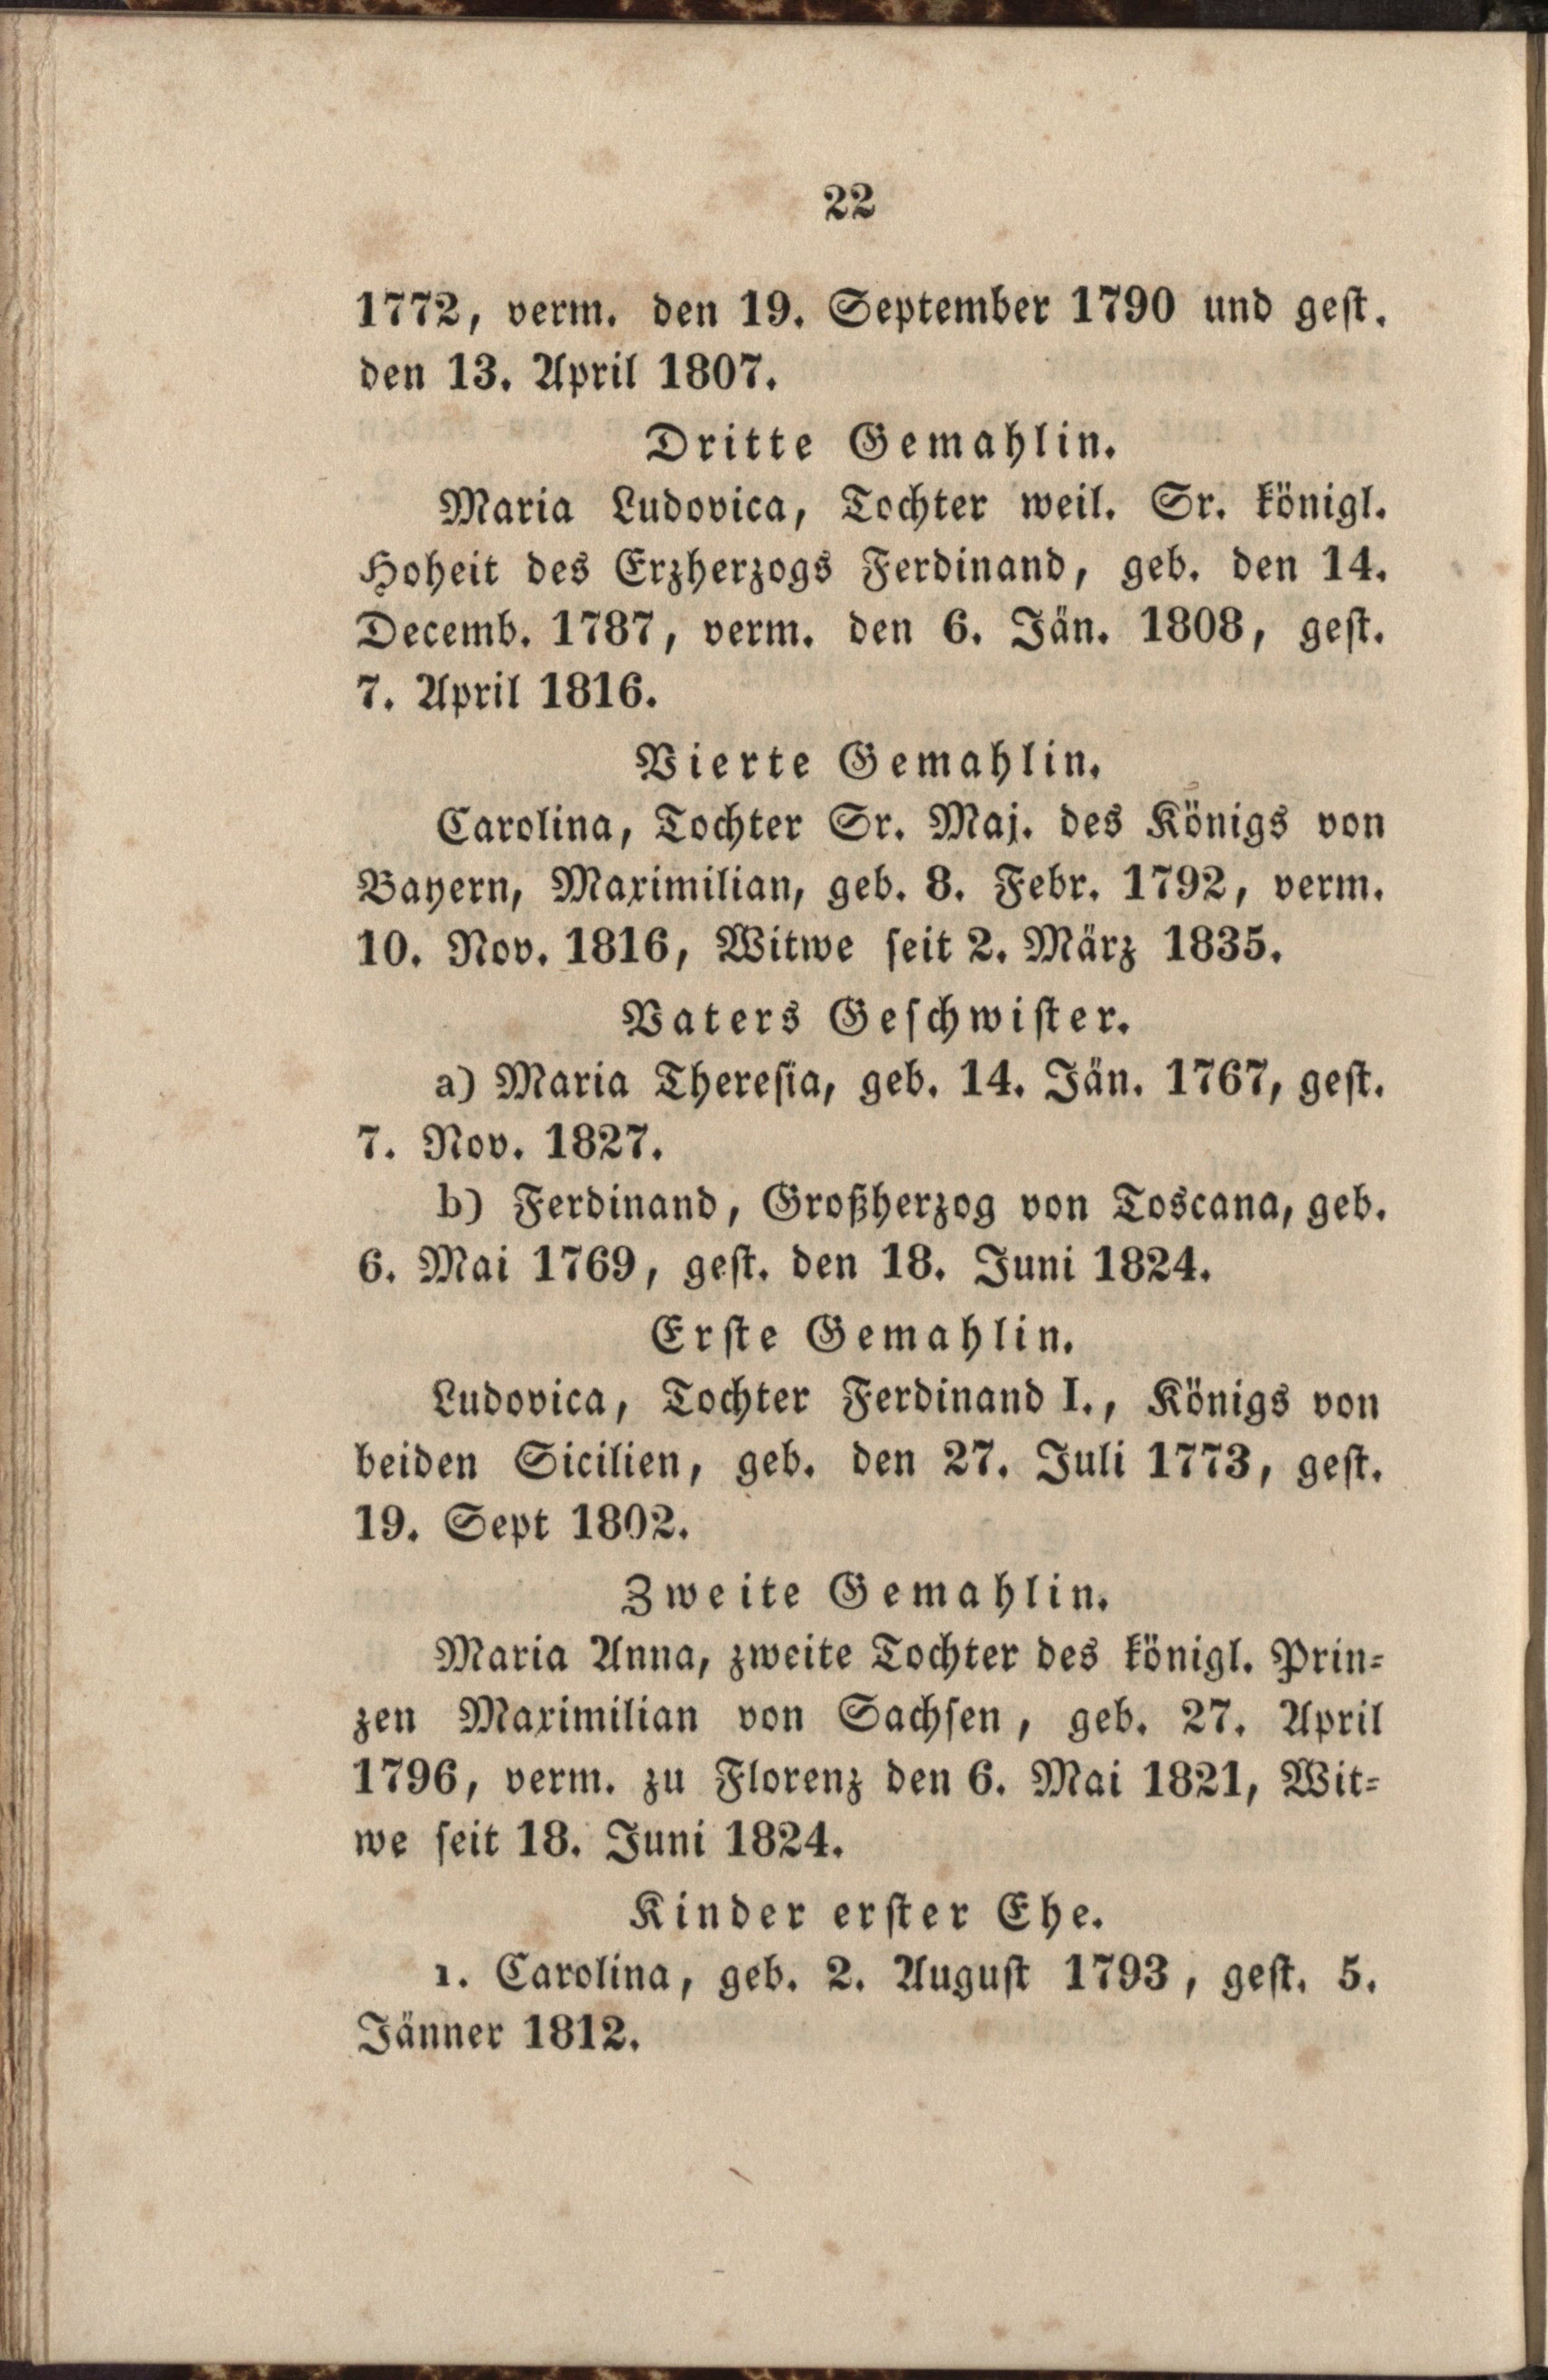 22
1772, verm. den 19. September 1790 und gest.
den 13. April 1807.
Dritte Gemahlin.
Maria Ludovica, Tochter weil. Sr. königl.
Hoheit des Erzherzogs Ferdinand, geb. den 14.
Decemb. 1787, verm. den 6. Jän. 1808, gest.
7. April 1816.
Vierte Gemahlin.
Carolina, Tochter Sr. Maj. des Königs von
Bayern, Maximilian, geb. 8. Febr. 1792, verm.
10. Nov. 1816, Witwe seit 2. März 1835.
Vaters Geschwister.
a) Maria Theresia, geb. 14. Jän. 1767, gest.
7. Nov. 1827.
b) Ferdinand, Großherzog von Toscana, geb.
6. Mai 1769, gest. den 18. Juni 1824.
Erste Gemahlin.
Ludovica, Tochter Ferdinand I., Königs von
beiden Sicilien, geb. den 27. Juli 1773, gest.
19. Sept 1802.
Zweite Gemahlin.
Maria Anna, zweite Tochter des königl. Prin-
zen Maximilian von Sachsen, geb. 27. April
1796, verm. zu Florenz den 6. Mai 1821, Wit-
we seit 18. Juni 1824.
Kinder erster Ehe.
1. Carolina, geb. 2. August 1793, gest. 5.
Jänner 1812.